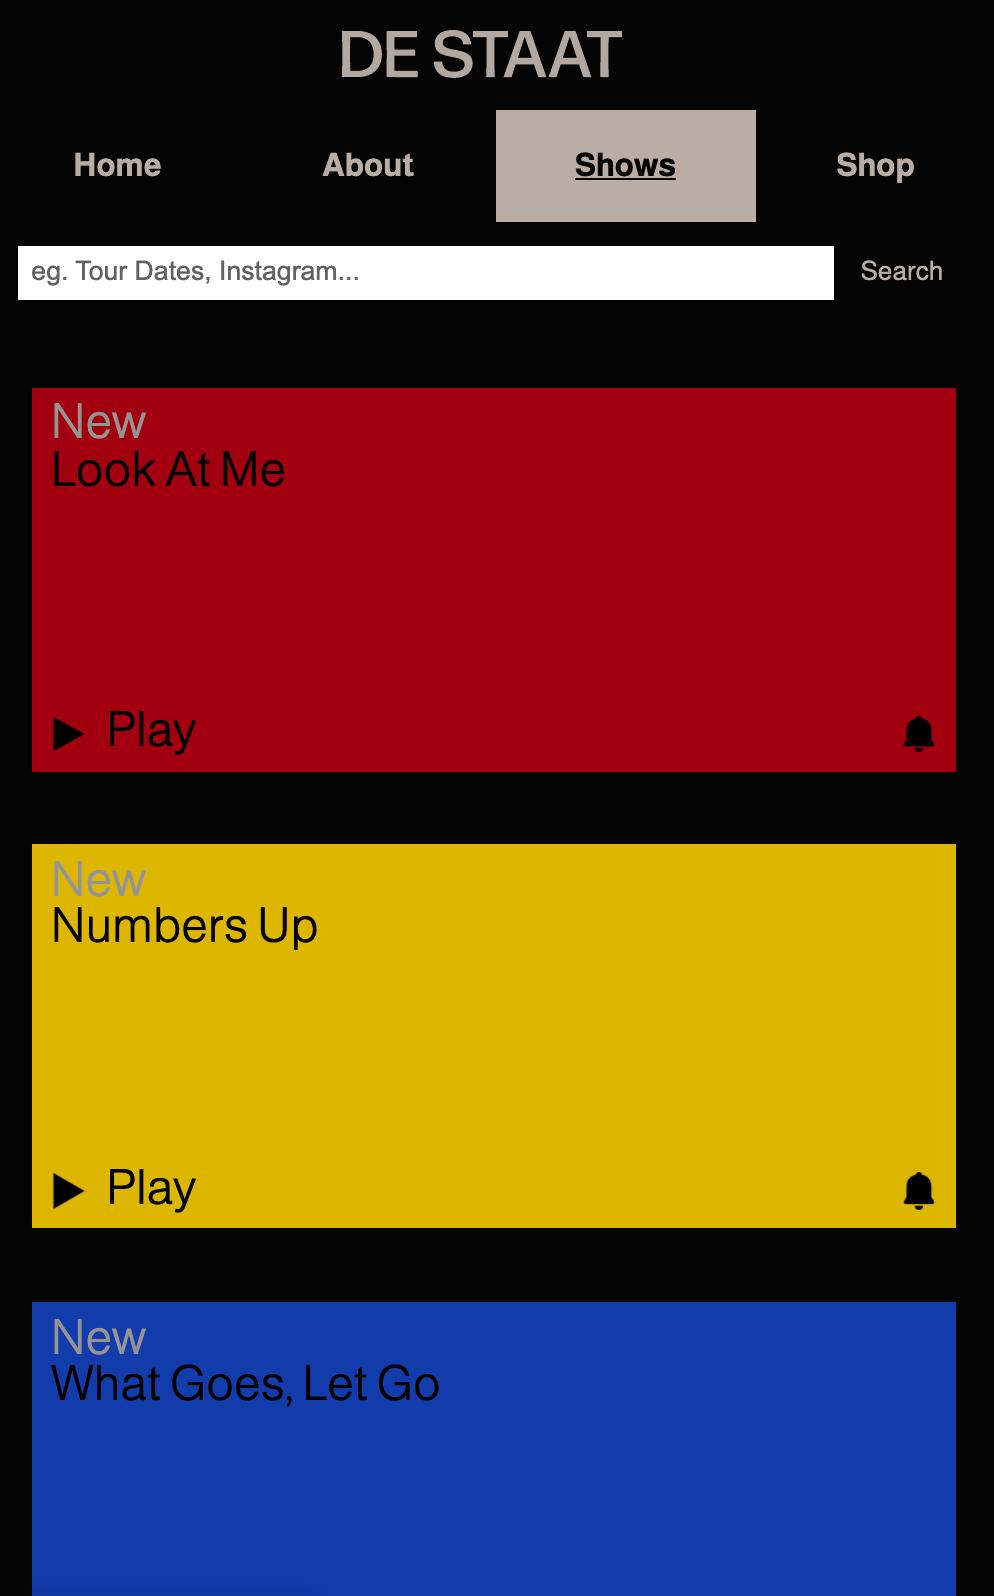 DE STAAT
Home About Shows Shop
eg. Tour Dates, Instagram... Search
New
Look At Me
Play
New
Numbers Up
Play
New
What Goes, Let Go